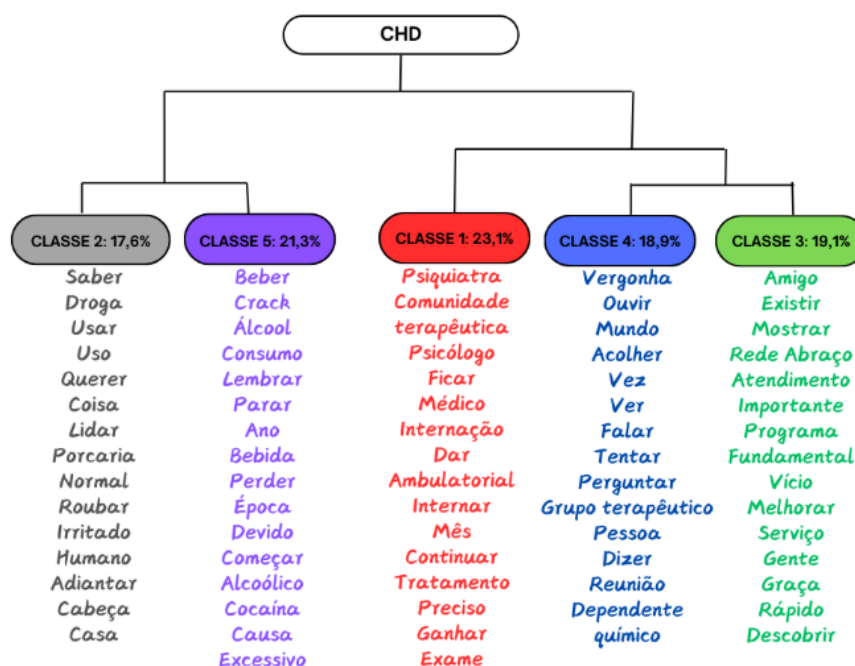 CHD
CLASSE 2: 17,6%
Saber
Droga
Usar
Uso
Querer
Coisa
Lidar
Porcaria
Normal
Roubar
Irritado
Humano
Adiantar
Cabeça
Casa
CLASSE 5: 21,3%
Beber
Crack
Álcool
Consumo
Lembrar
Parar
Ano
Bebida
Perder
Época
Devido
Começar
Alcoólico
Cocaína
Causa
Excessivo
CLASSE 1: 23,1%
Psiquiatra
Comunidade
terapêutica
Psicólogo
Ficar
Médico
Internação
Dar
Ambulatorial
Internar
Mês
Continuar
Tratamento
Preciso
Ganhar
Exame
CLASSE 4: 18,9%
Vergonha
Ouvir
Mundo
Acolher
Vez
Ver
Falar
Tentar
Perguntar
Grupo terapêutico
Pessoa
Dizer
Reunião
Dependente
químico
CLASSE 3: 19,1%
Amigo
Existir
Mostrar
Rede Abraço
Atendimento
Importante
Programa
Fundamental
Vício
Melhorar
Serviço
Gente
Graça
Rápido
Descobrir